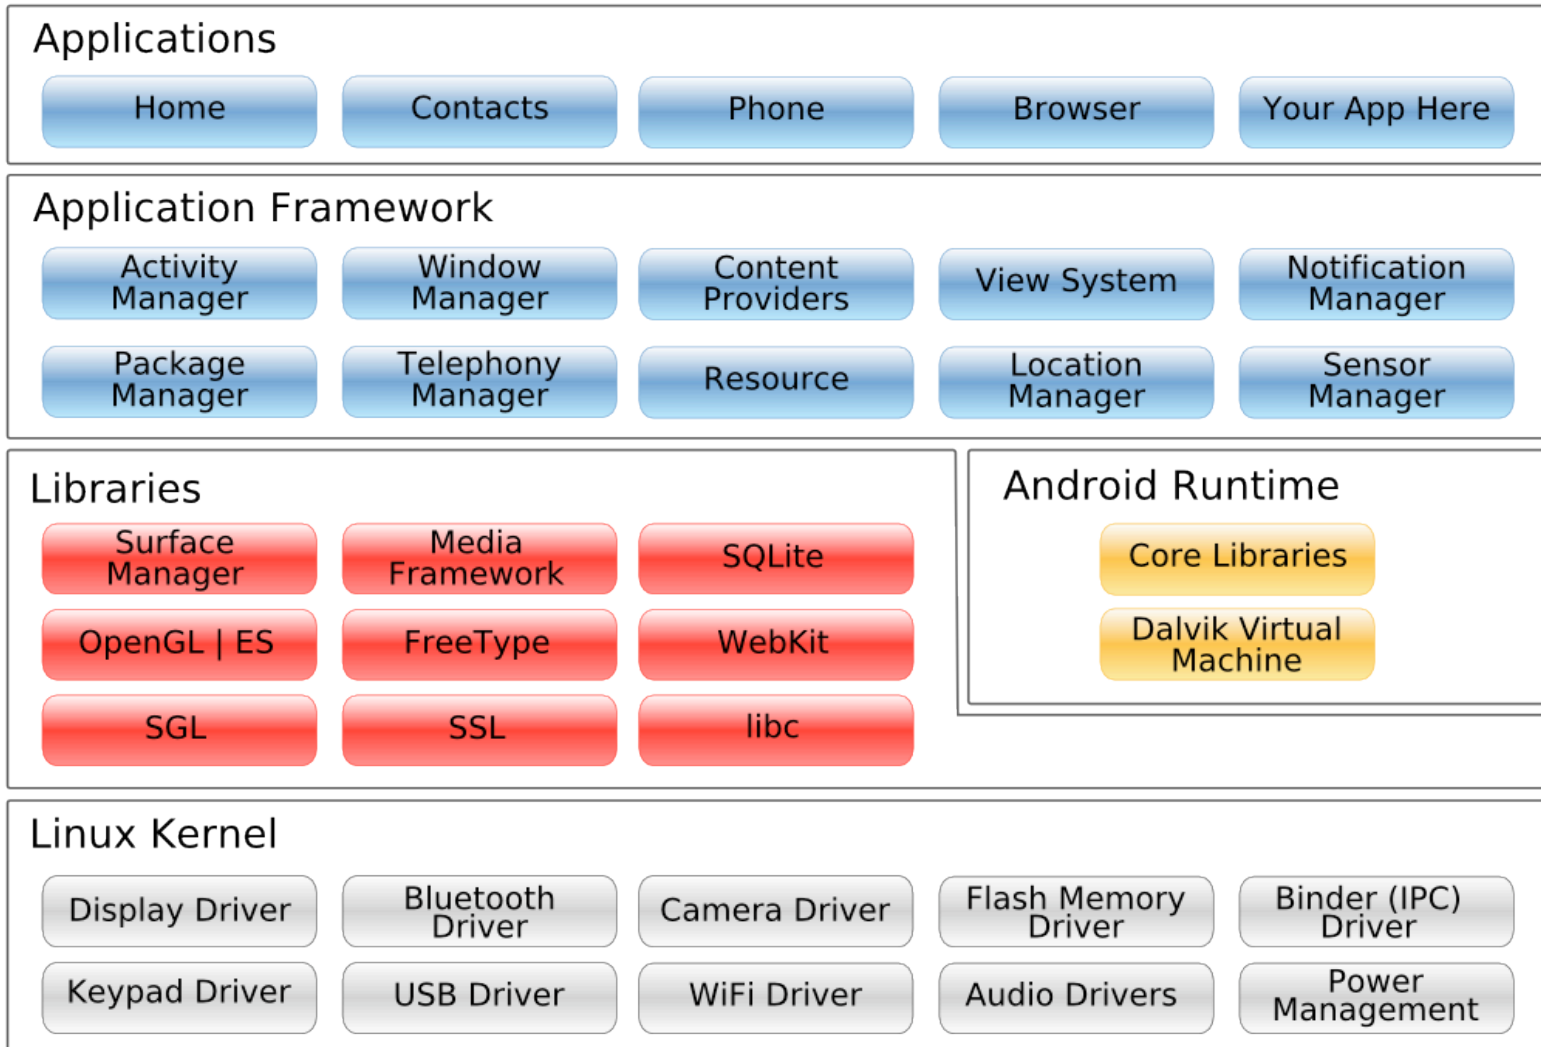 Applications
Home
Contacts
Phone
Browser
Your App Here
Application Framework
Activity
Manager
Window
Manager
Content
Providers
View System
Notification
Manager
Package
Manager
Telephony
Manager
Resource
Location
Manager
Sensor
Manager
Libraries
Surface
Manager
Media
Framework
SQLite
OpenGL | ES
FreeType
WebKit
SGL
SSL
libc
Android Runtime
Core Libraries
Dalvik Virtual
Machine
Linux Kernel
Display Driver
Bluetooth
Driver
Camera Driver
Flash Memory
Driver
Binder (IPC)
Driver
Keypad Driver
USB Driver
WiFi Driver
Audio Drivers
Power
Management